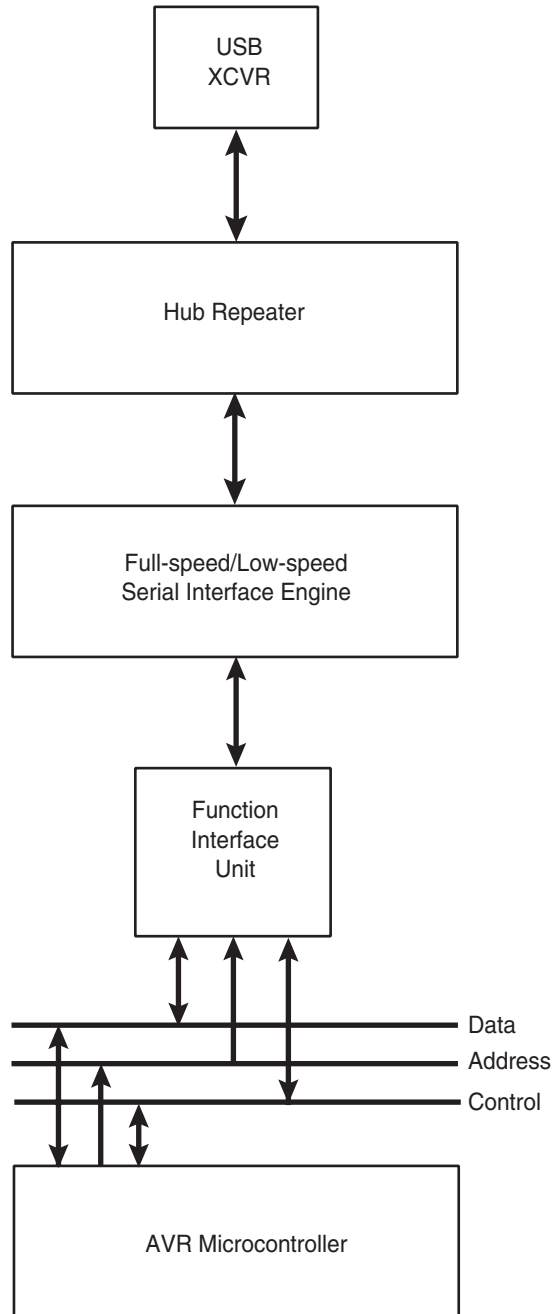 USB
XCVR
Hub Repeater
Full-speed/Low-speed
Serial Interface Engine
Function
Interface
Unit
Data
Address
Control
AVR Microcontroller